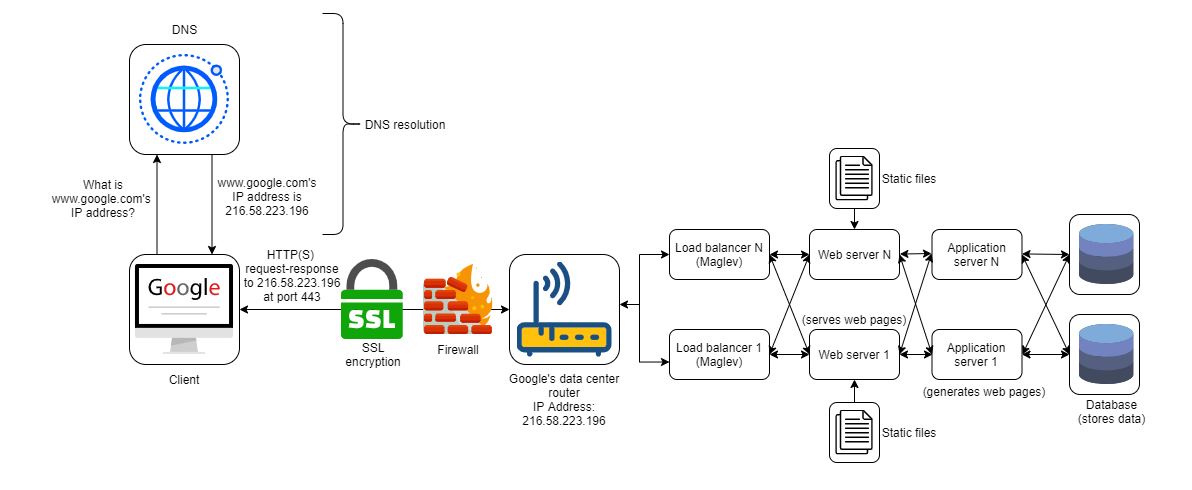 DNS
DNS resolution
What is
www.google.com's
IP address?
www.google.com's
IP address is
216.58.223.196
HTTP(S)
request-response
to 216.58.223.196
at port 443
Google
Client
SSL
SSL
encryption
Firewall
Google's data center
router
IP Address:
216.58.223.196
Load balancer N
(Maglev)
Load balancer 1
(Maglev)
Static files
Web server N
(serves web pages)
Web server 1
Static files
Application
server N
Application
server 1
(generates web pages)
Database
(stores data)